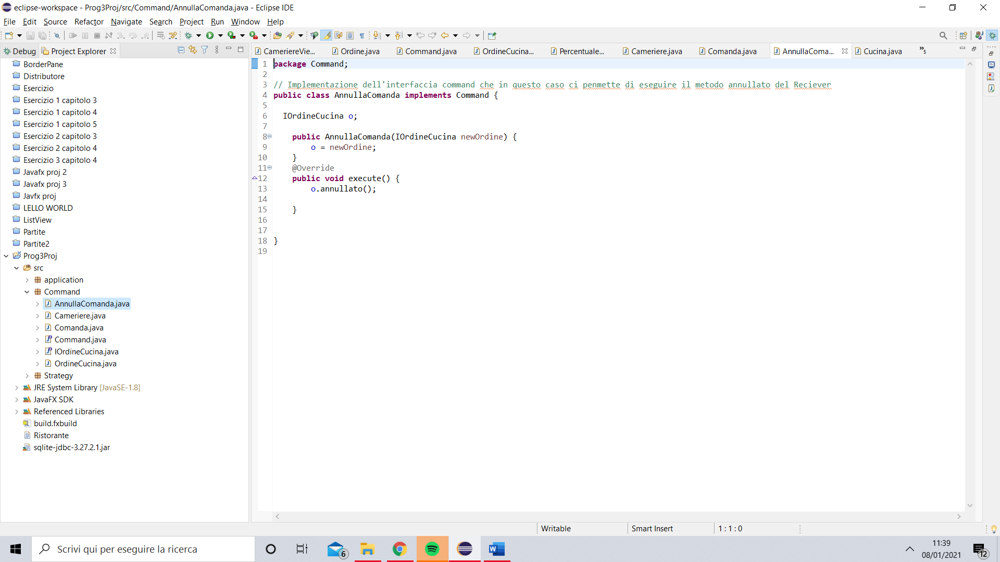 eclipse-workspace - Prog3Proj/src/Command/AnnullaComanda.java - Eclipse IDE
File Edit Source Refactor Navigate Search Project Run Window Help
Debug Project Explorer
CameriereVie... Ordine.java Command.java OrdineCucina... Percentuale... Cameriere.java Comanda.java AnnullaComa... Cucina.java »5
BorderPane
Distributore
Esercizio
Esercizio 1 capitolo 3
Esercizio 1 capitolo 4
Esercizio 1 capitolo 5
Esercizio 2 capitolo 3
Esercizio 2 capitolo 4
Esercizio 3 capitolo 4
Javafx proj 2
Javafx proj 3
Javfx proj
LELLO WORLD
ListView
Partite
Partite2
Prog3Proj
src
application
Command
AnnullaComanda.java
Cameriere.java
Comanda.java
Command.java
IOrdineCucina.java
OrdineCucina.java
Strategy
JRE System Library [JavaSE-1.8]
JavaFX SDK
Referenced Libraries
build.fxbuild
Ristorante
sqlite-jdbc-3.27.2.1.jar
1 package Command;
2
3 // Implementazione dell'interfaccia command che in questo caso ci penmette di eseguire il metodo annullato del Reciever
4 public class AnnullaComanda implements Command {
5
6 IOrdineCucina o;
7
8 public AnnullaComanda(IOrdineCucina newOrdine) {
9 o = newOrdine;
10 }
11 @Override
12 public void execute() {
13 o.annullato();
14
15 }
16
17
18 }
19
Writable Smart Insert 1 : 1 : 0
Scrivi qui per eseguire la ricerca
6
11:39
08/01/2021
12